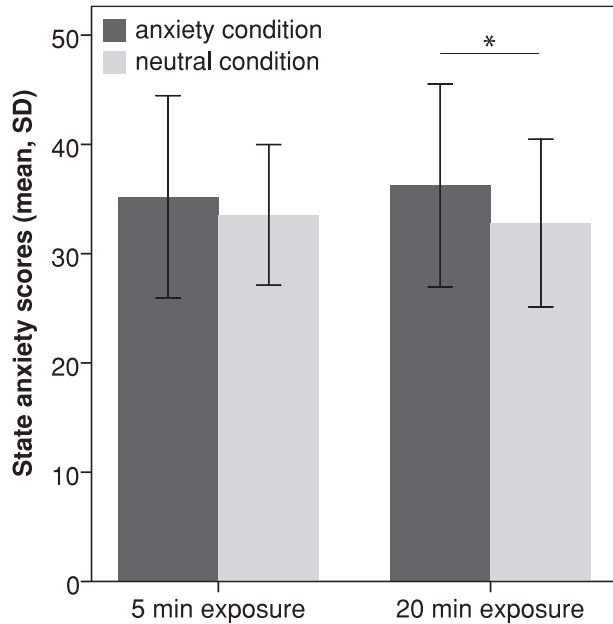 anxiety condition
neutral condition
*
State anxiety scores (mean, SD)
50
40
30
20
10
0
5 min exposure
20 min exposure